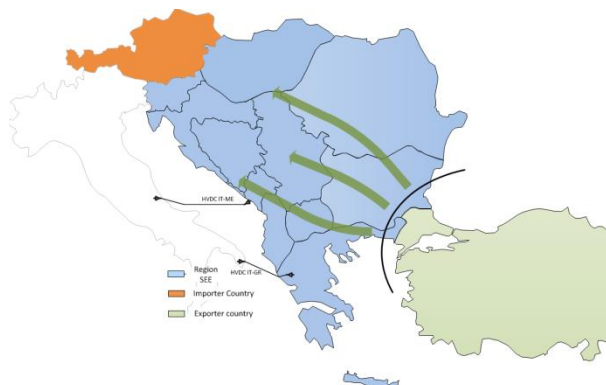 HVDC IT-ME
HVDC IT-GR
Region
SEE
Importer Country
Exporter country